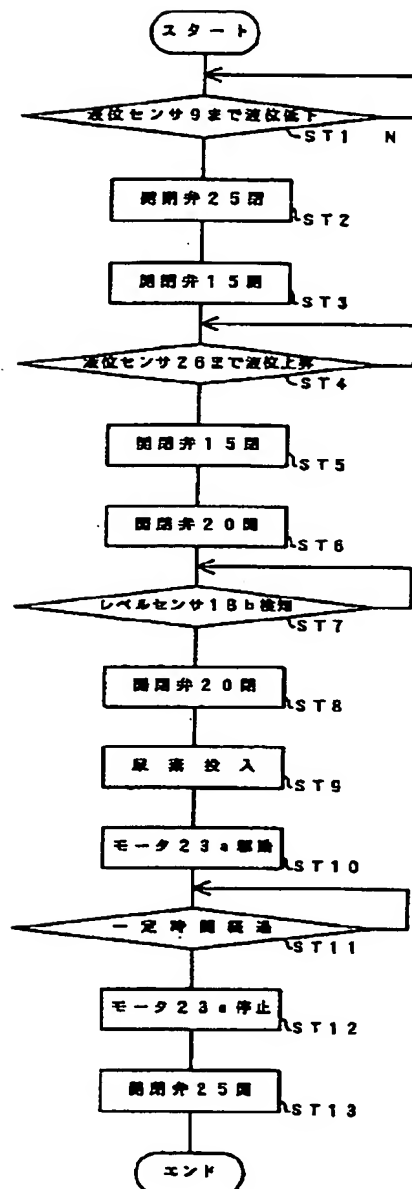 スタート
液位センサ9まで液位低下
ST1 N
開閉弁25閉
ST2
開閉弁15開
ST3
液位センサ26まで液位上昇
ST4
開閉弁15閉
ST5
開閉弁20開
ST6
レベルセンサ18b検知
ST7
開閉弁20閉
ST8
尿素投入
ST9
モータ23a駆動
ST10
一定時間経過
ST11
モータ23a停止
ST12
開閉弁25開
ST13
エンド